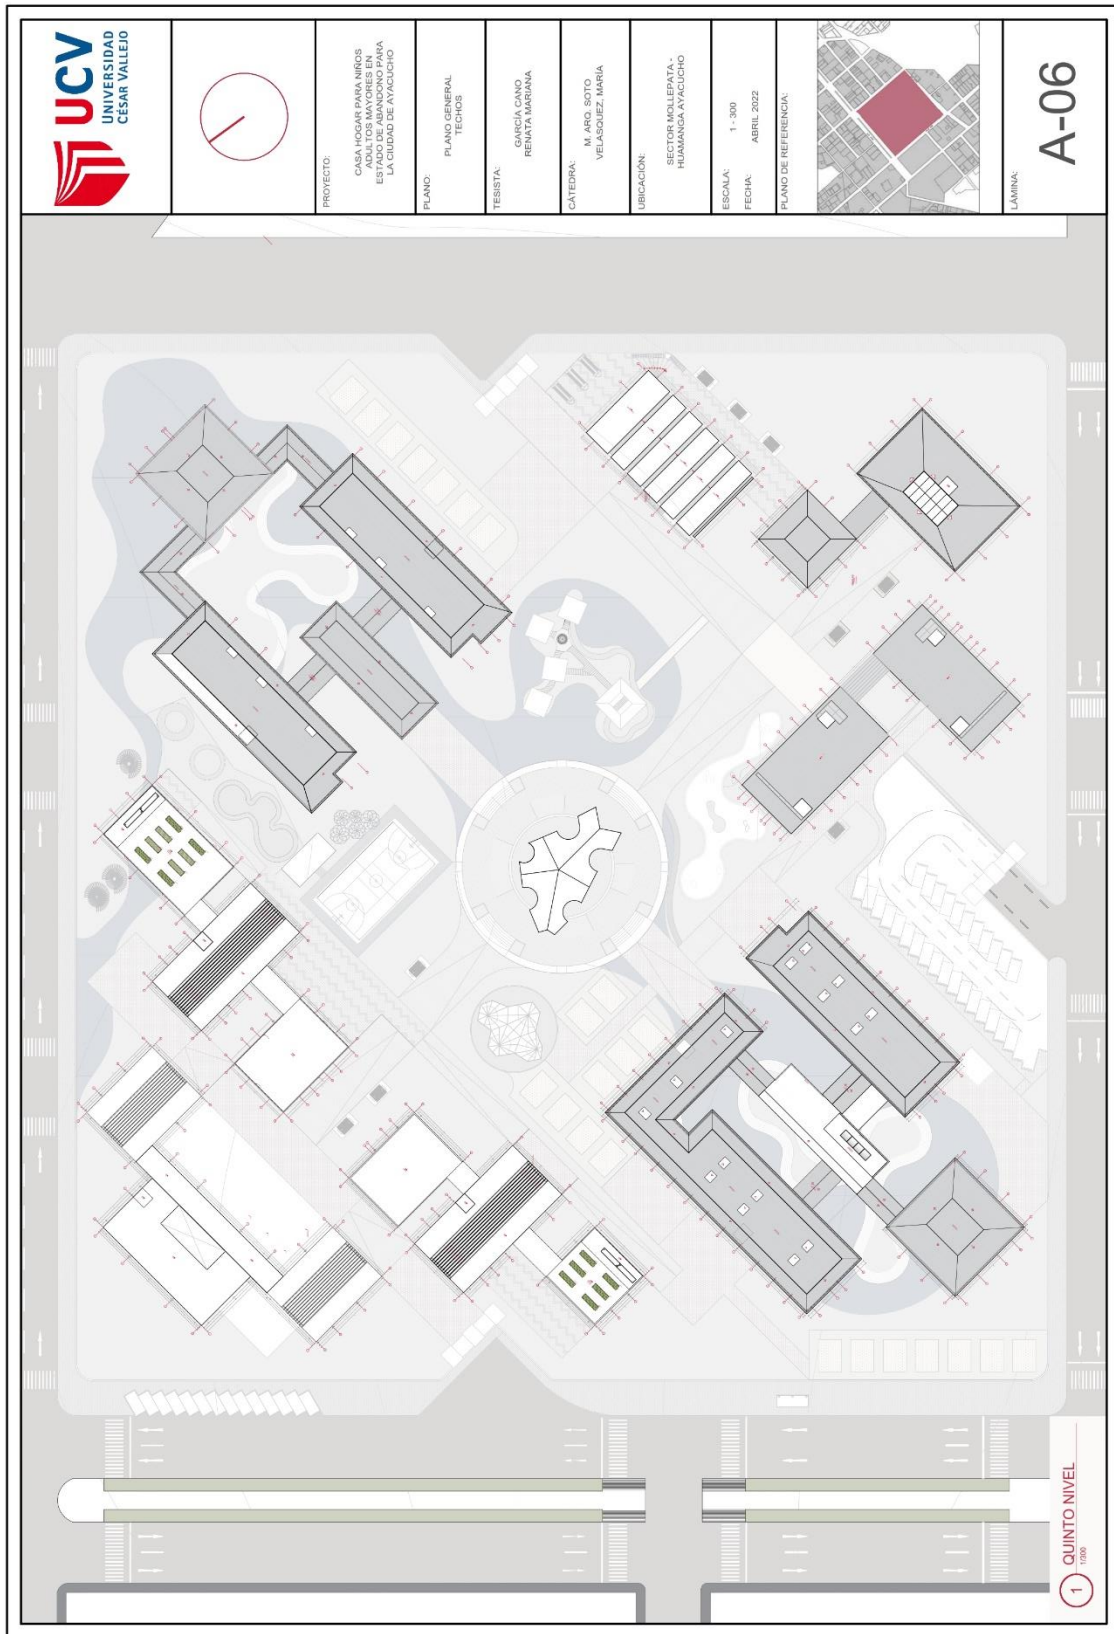 UCV
UNIVERSIDAD
CÉSAR VALLEJO
PROYECTO:
CASA HOGAR PARA NIÑOS
ADULTOS MAYORES EN
ESTADO DE ABANDONO PARA
LA CIUDAD DE AYACUCHO
PLANO:
PLANO GENERAL
TECHOS
TESISTA:
GARCÍA CANO
RENATA MARIANA
CÁTEDRA:
M. ARQ. SOTO
VELASQUEZ, MARÍA
UBICACIÓN:
SECTOR MOLLEPATA -
HUAMANGA AYACUCHO
ESCALA:
1 - 300
FECHA:
ABRIL 2022
PLANO DE REFERENCIA:
LÁMINA:
A-06
1
QUINTO NIVEL
1/300